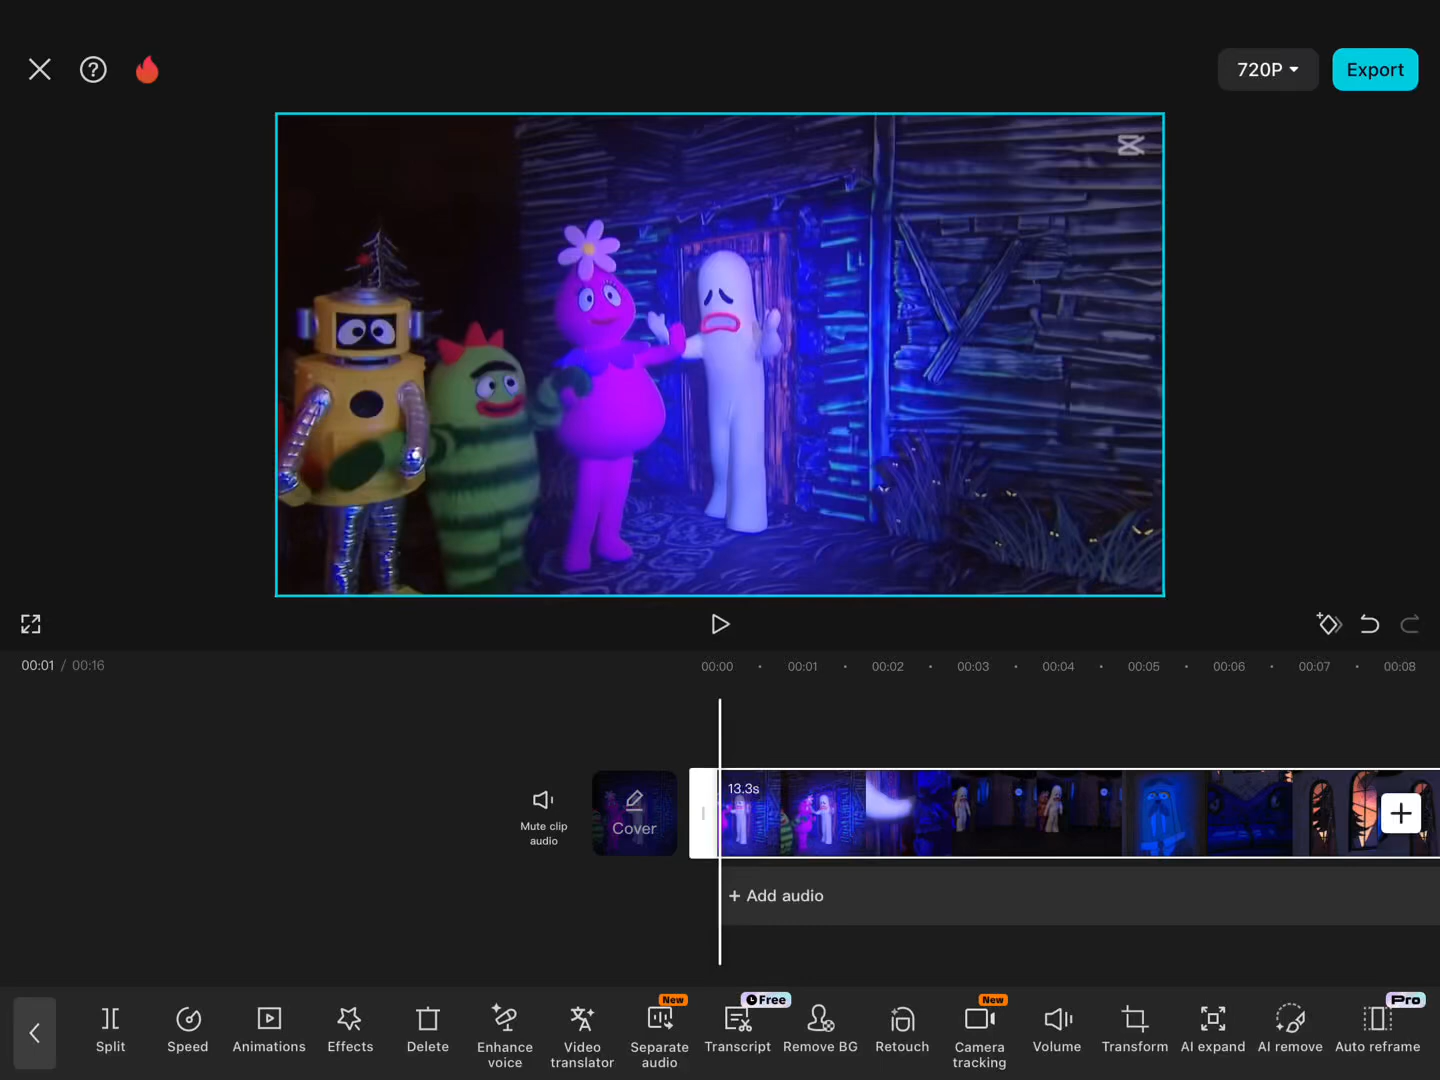 720P
Export
00:01 / 00:16
00:00 00:01 00:02 00:03 00:04 00:05 00:06 00:07 00:08
Mute clip
audio
Cover
13.3s
+ Add audio
Split
Speed
Animations
Effects
Delete
Enhance
voice
Video
translator
New
Separate
audio
Free
Transcript
Remove BG
Retouch
New
Camera
tracking
Volume
Transform
AI expand
AI remove
Pro
Auto reframe